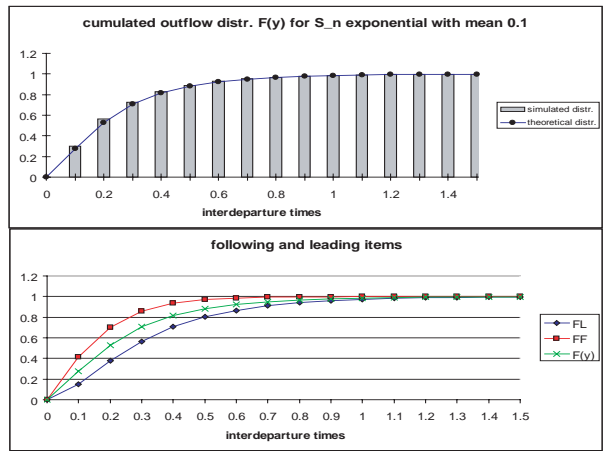 cumulated outflow distr. F(y) for S_n exponential with mean 0.1
1.2
1
0.8
0.6
0.4
0.2
0
0 0.2 0.4 0.6 0.8 1 1.2 1.4
interdeparture times
simulated distr.
theoretical distr.
following and leading items
1.2
1
0.8
0.6
0.4
0.2
0
0 0.1 0.2 0.3 0.4 0.5 0.6 0.7 0.8 0.9 1 1.1 1.2 1.3 1.4 1.5
interdeparture times
FL
FF
F(y)